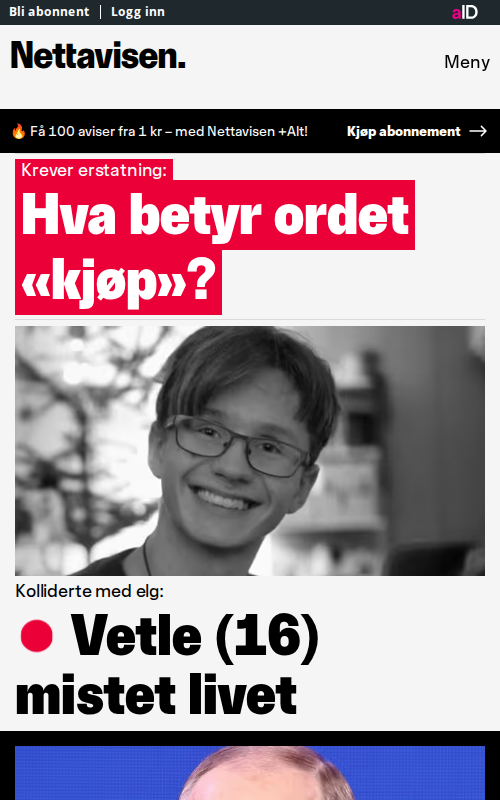 Bli abonnent | Logg inn
aID
Nettavisen.
Meny
🔥 Få 100 aviser fra 1 kr – med Nettavisen +Alt! Kjøp abonnement →
Krever erstatning:
Hva betyr ordet
«kjøp»?
Kolliderte med elg:
Vetle (16)
mistet livet